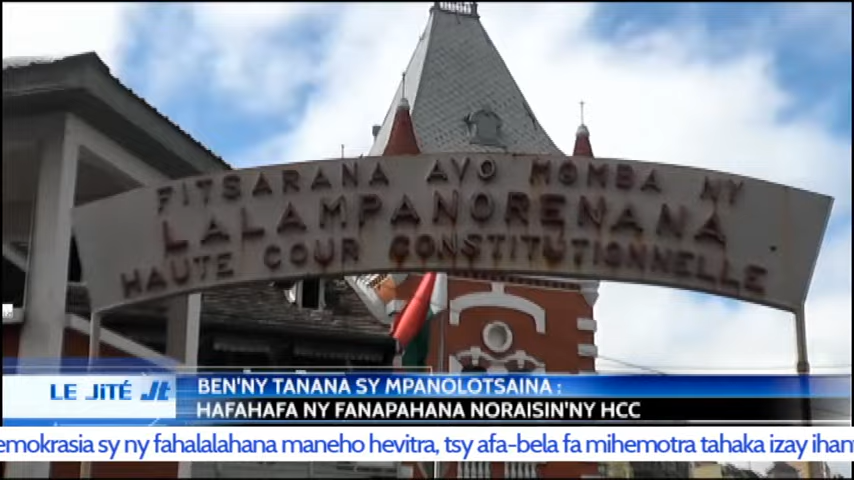 FITSARANA AVO MOMBA NY
LALAMPANORENANA
HAUTE COUR CONSTITUTIONNELLE
LE JiTÉ Jt
BEN'NY TANANA SY MPANOLOTSAINA :
HAFAHAFA NY FANAPAHANA NORAISIN'NY HCC
emokrasia sy ny fahalalahana maneho hevitra, tsy afa-bela fa mihemotra tahaka izay ihan